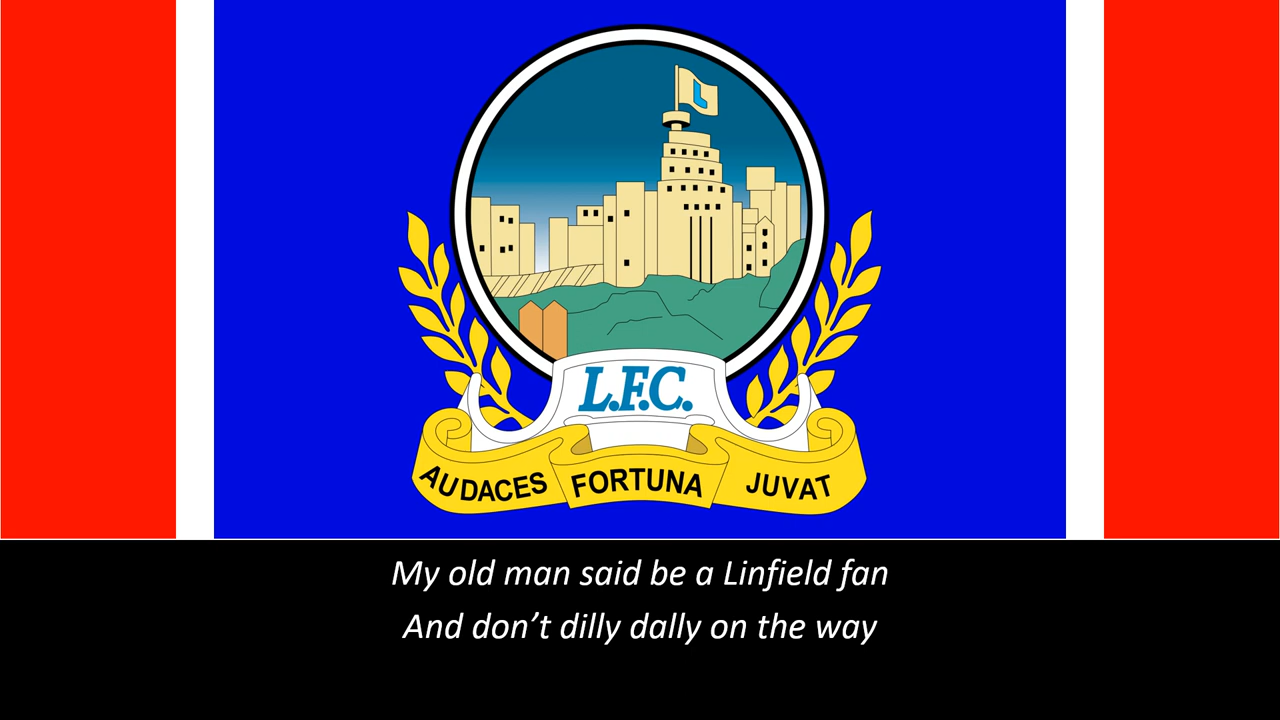 L
L.F.C.
AUDACES FORTUNA JUVAT
My old man said be a Linfield fan
And don’t dilly dally on the way